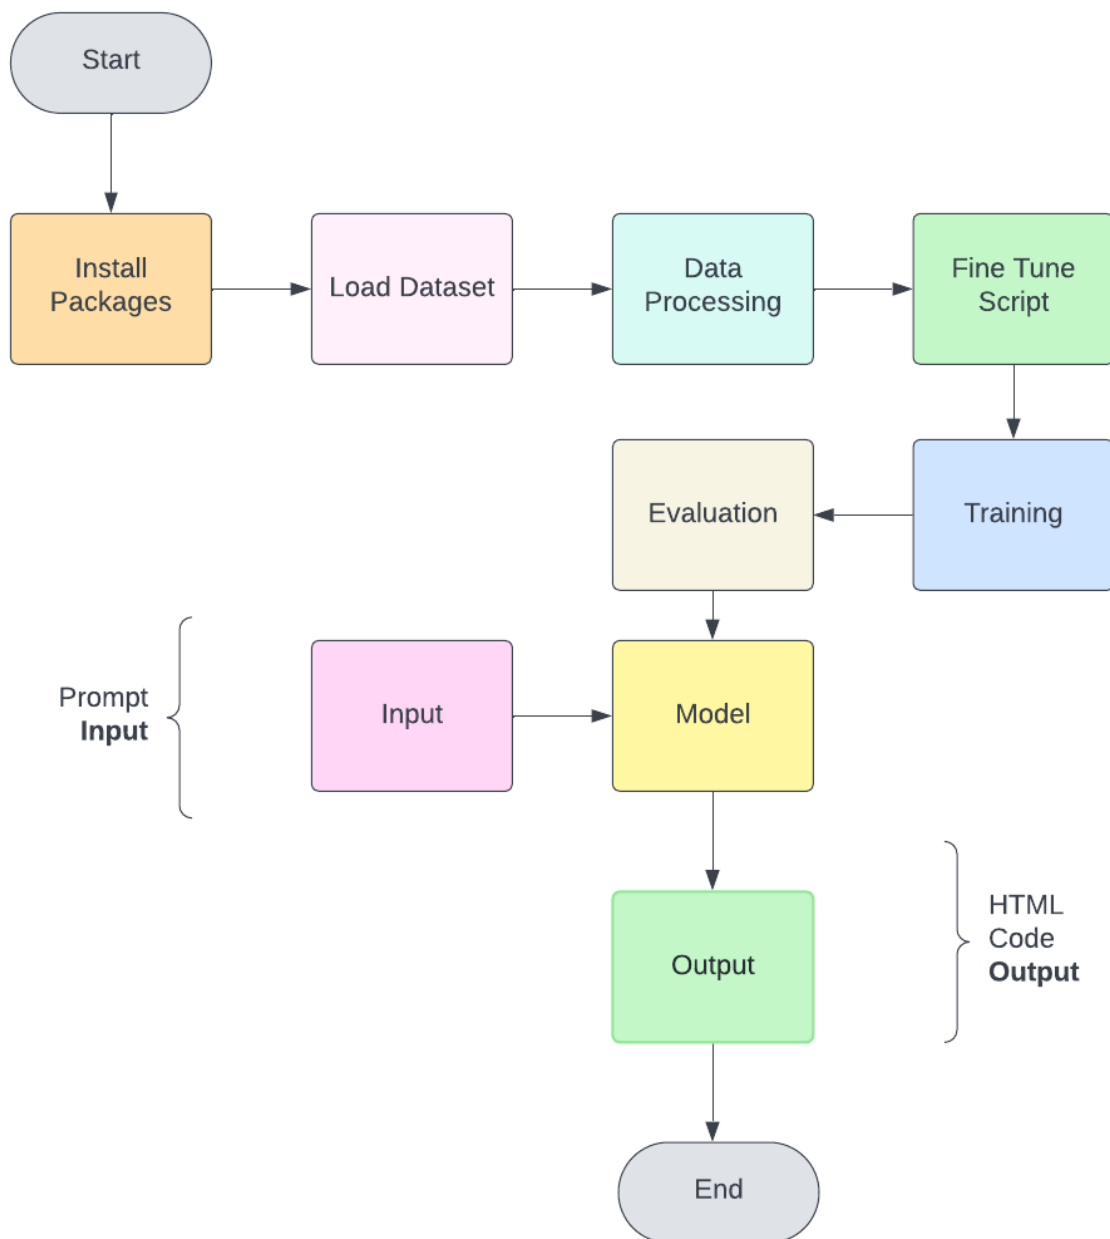 Start
Install
Packages
Load Dataset
Data
Processing
Fine Tune
Script
Evaluation
Training
Prompt
Input
Input
Model
HTML
Code
Output
Output
End